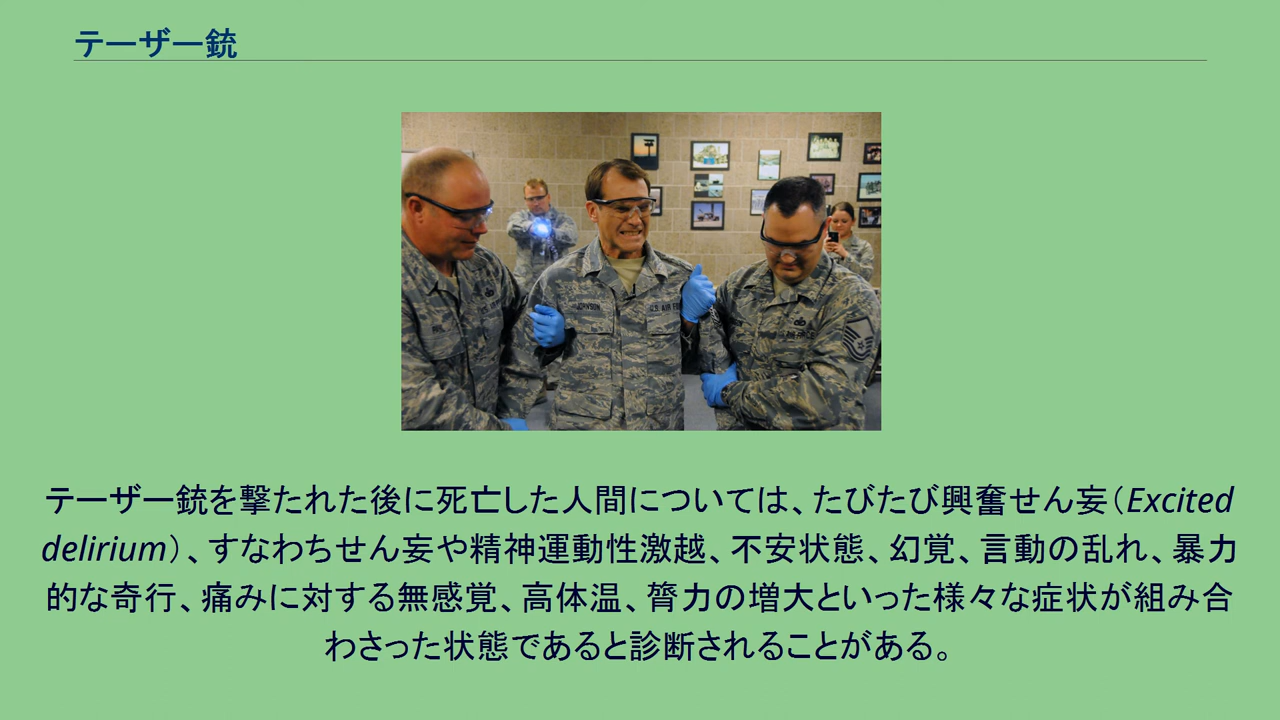 テーザー銃
JOHNSON
U.S. AIR
テーザー銃を撃たれた後に死亡した人間については、たびたび興奮せん妄（Excited
delirium）、すなわちせん妄や精神運動性激越、不安状態、幻覚、言動の乱れ、暴力
的な奇行、痛みに対する無感覚、高体温、膂力の増大といった様々な症状が組み合
わさった状態であると診断されることがある。